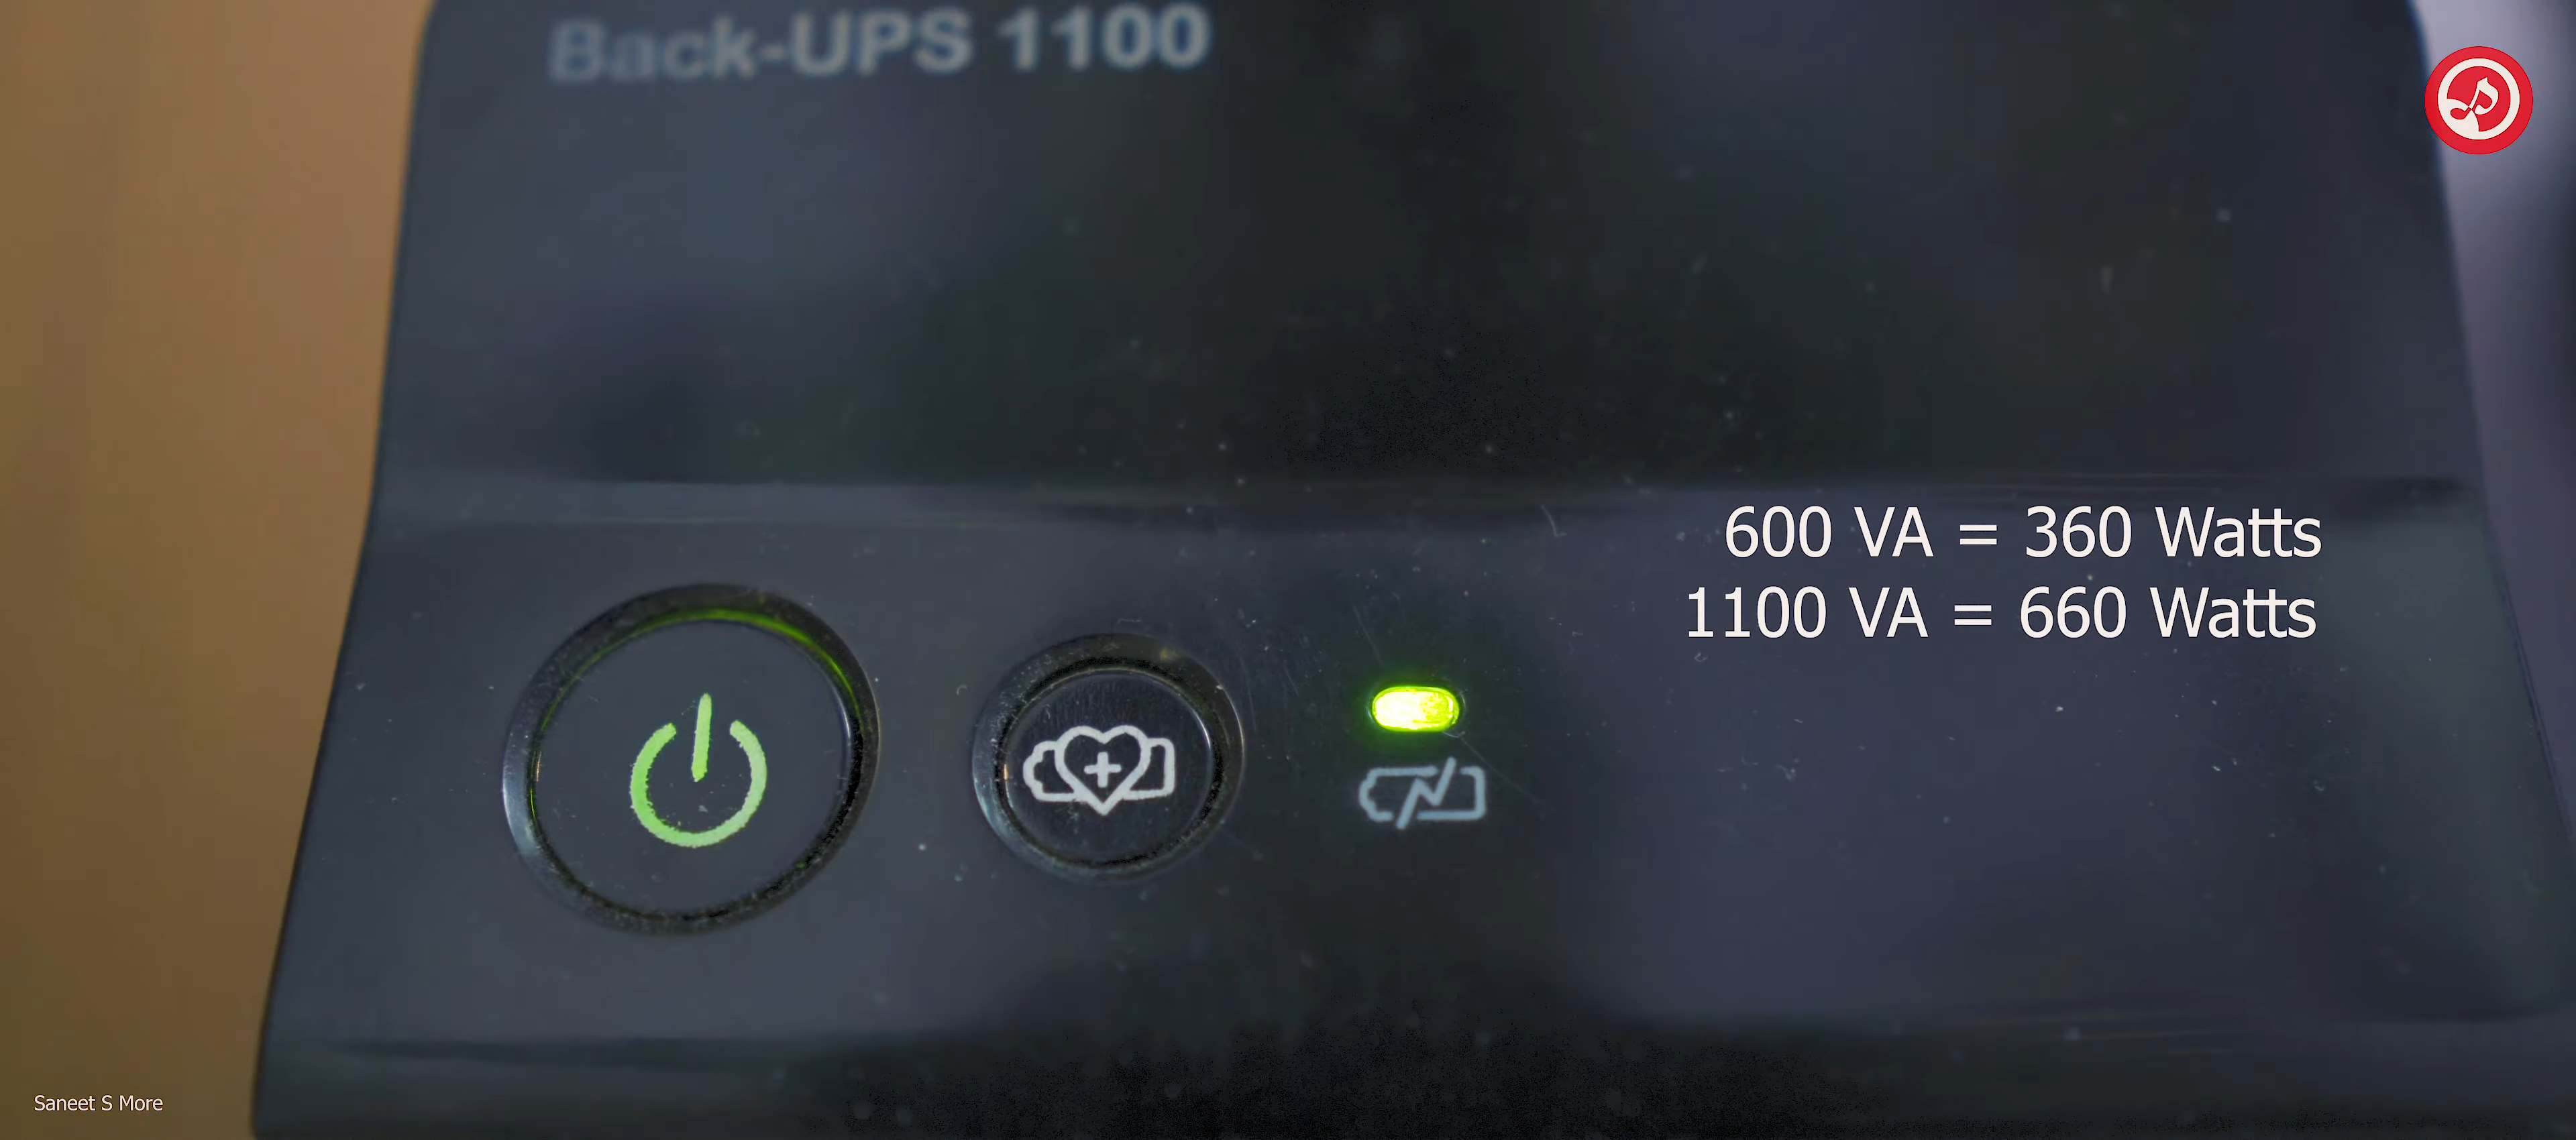 Back-UPS 1100
600 VA = 360 Watts
1100 VA = 660 Watts
Saneet S More